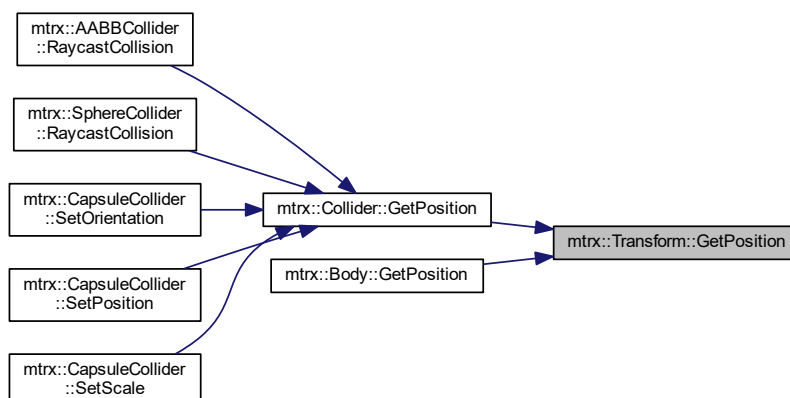 mtrx::AABBCollider
::RaycastCollision
mtrx::SphereCollider
::RaycastCollision
mtrx::CapsuleCollider
::SetOrientation
mtrx::CapsuleCollider
::SetPosition
mtrx::CapsuleCollider
::SetScale
mtrx::Collider::GetPosition
mtrx::Body::GetPosition
mtrx::Transform::GetPosition